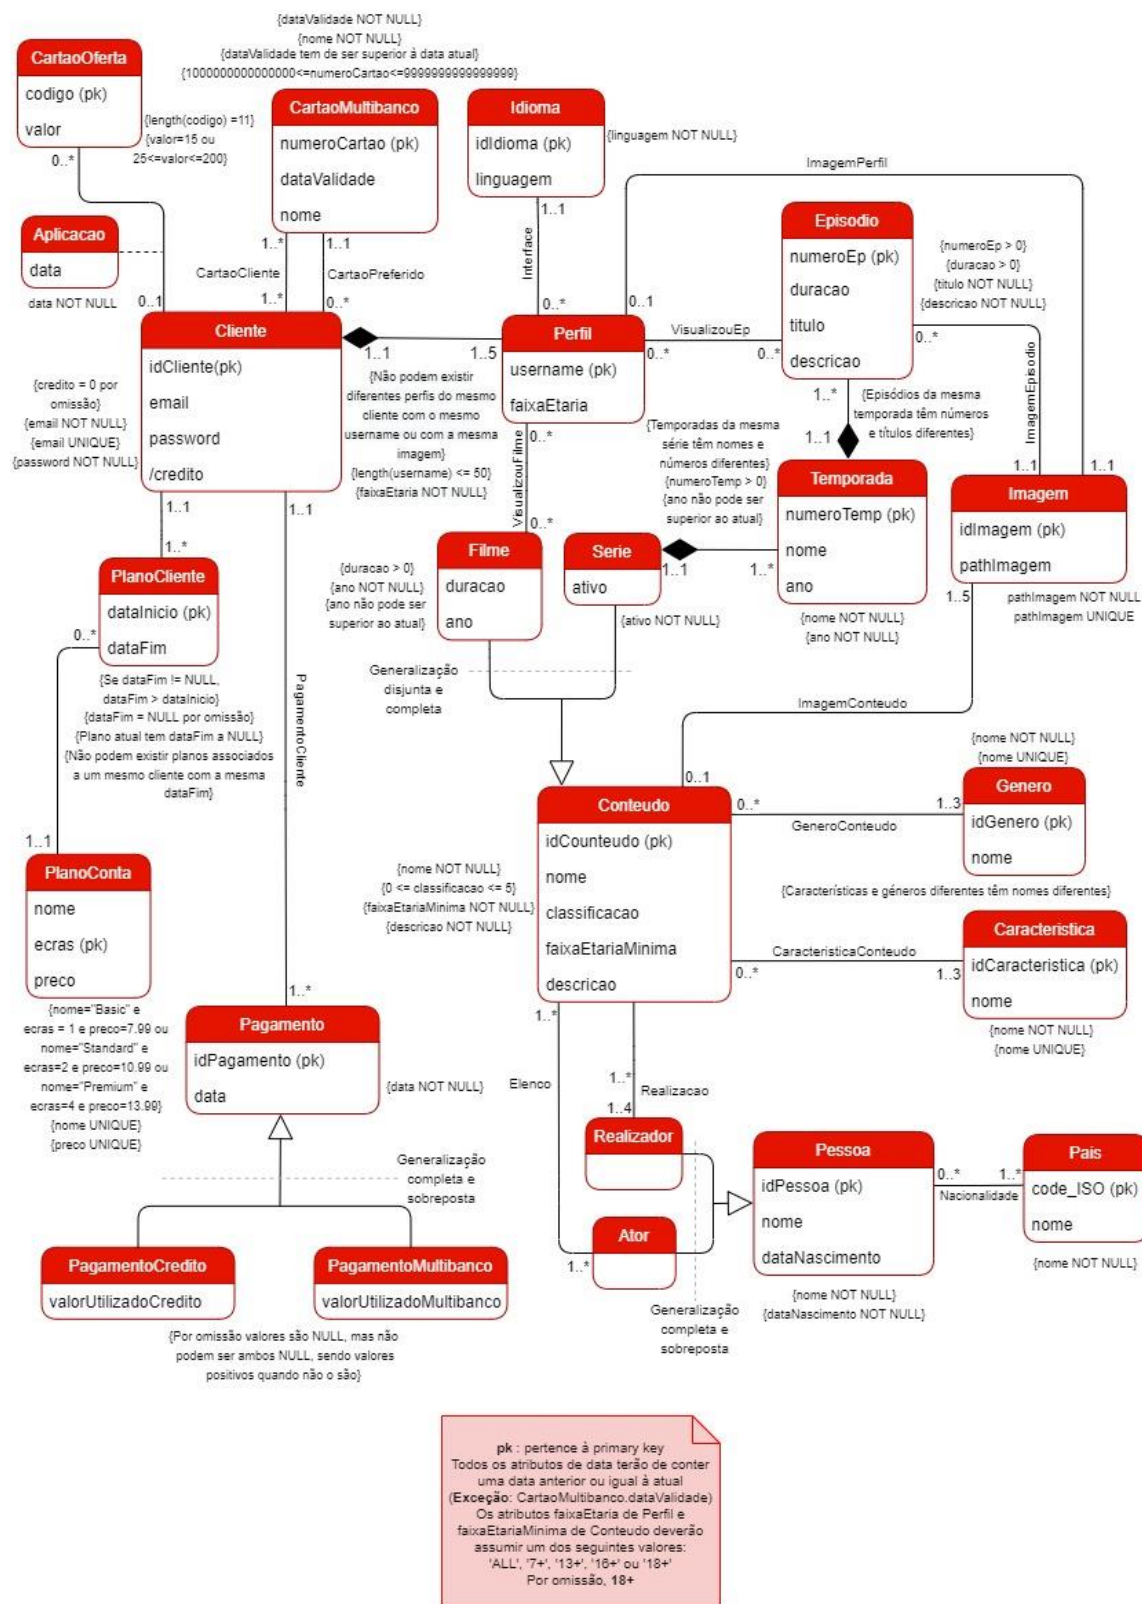 {dataValidade NOT NULL}
{nome NOT NULL}
{dataValidade tem de ser superior à data atual}
{1000000000000000<=numeroCartao<=9999999999999999}
CartaoOferta
codigo (pk)
valor
{length(codigo) =11}
{valor=15 ou
25<=valor<=200}
0..*
CartaoMultibanco
numeroCartao (pk)
dataValidade
nome
Idioma
idIdioma (pk)
linguagem
{linguagem NOT NULL}
ImagemPerfil
Aplicacao
data
data NOT NULL
0..1
1..*
1..1
CartaoCliente
CartaoPreferido
1..*
0..*
1..1
Interface
0..*
0..1
Episodio
numeroEp (pk)
duracao
titulo
descricao
{numeroEp > 0}
{duracao > 0}
{titulo NOT NULL}
{descricao NOT NULL}
0..*
Cliente
idCliente(pk)
email
password
/credito
{credito = 0 por
omissão}
{email NOT NULL}
{email UNIQUE}
{password NOT NULL}
1..1
1..5
{Não podem existir
diferentes perfis do mesmo
cliente com o mesmo
username ou com a mesma
imagem}
{length(username) <= 50}
{faixaEtaria NOT NULL}
Perfil
username (pk)
faixaEtaria
VisualizouEp
0..*
0..*
0..*
VisualizouFilme
0..*
1..*
{Episódios da mesma
temporada têm números
e títulos diferentes}
1..1
ImagemEpisodio
1..1
1..1
{Temporadas da mesma
série têm nomes e
números diferentes}
{numeroTemp > 0}
{ano não pode ser
superior ao atual}
Temporada
numeroTemp (pk)
nome
ano
{nome NOT NULL}
{ano NOT NULL}
Imagem
idImagem (pk)
pathImagem
1..5
pathImagem NOT NULL
pathImagem UNIQUE
1..1
1..1
1..*
PlanoCliente
dataInicio (pk)
dataFim
0..*
{Se dataFim != NULL,
dataFim > dataInicio}
{dataFim = NULL por omissão}
{Plano atual tem dataFim a NULL}
{Não podem existir planos associados
a um mesmo cliente com a mesma
dataFim}
PagamentoCliente
Filme
duracao
ano
{duracao > 0}
{ano NOT NULL}
{ano não pode ser
superior ao atual}
Serie
ativo
1..1
1..*
{ativo NOT NULL}
Generalização
disjunta e
completa
ImagemConteudo
0..1
1..1
PlanoConta
nome
ecras (pk)
preco
{nome="Basic" e
ecras = 1 e preco=7.99 ou
nome="Standard" e
ecras=2 e preco=10.99 ou
nome="Premium" e
ecras=4 e preco=13.99}
{nome UNIQUE}
{preco UNIQUE}
Conteudo
idCounteudo (pk)
nome
classificacao
faixaEtariaMinima
descricao
{nome NOT NULL}
{0 <= classificacao <= 5}
{faixaEtariaMinima NOT NULL}
{descricao NOT NULL}
0..*
1..3
GeneroConteudo
{nome NOT NULL}
{nome UNIQUE}
Genero
idGenero (pk)
nome
{Características e géneros diferentes têm nomes diferentes}
CaracteristicaConteudo
0..*
1..3
Caracteristica
idCaracteristica (pk)
nome
{nome NOT NULL}
{nome UNIQUE}
1..*
Pagamento
idPagamento (pk)
data
{data NOT NULL}
Generalização
completa e
sobreposta
PagamentoCredito
valorUtilizadoCredito
PagamentoMultibanco
valorUtilizadoMultibanco
{Por omissão valores são NULL, mas não
podem ser ambos NULL, sendo valores
positivos quando não o são}
1..*
Elenco
1..*
Realizacao
1..4
Realizador
Ator
1..*
Pessoa
idPessoa (pk)
nome
dataNascimento
{nome NOT NULL}
{dataNascimento NOT NULL}
Generalização
completa e
sobreposta
0..*
1..*
Nacionalidade
Pais
code_ISO (pk)
nome
{nome NOT NULL}
pk : pertence à primary key
Todos os atributos de data terão de conter
uma data anterior ou igual à atual
(Exceção: CartaoMultibanco.dataValidade)
Os atributos faixaEtaria de Perfil e
faixaEtariaMinima de Conteudo deverão
assumir um dos seguintes valores:
'ALL', '7+', '13+', '16+' ou '18+'
Por omissão, 18+